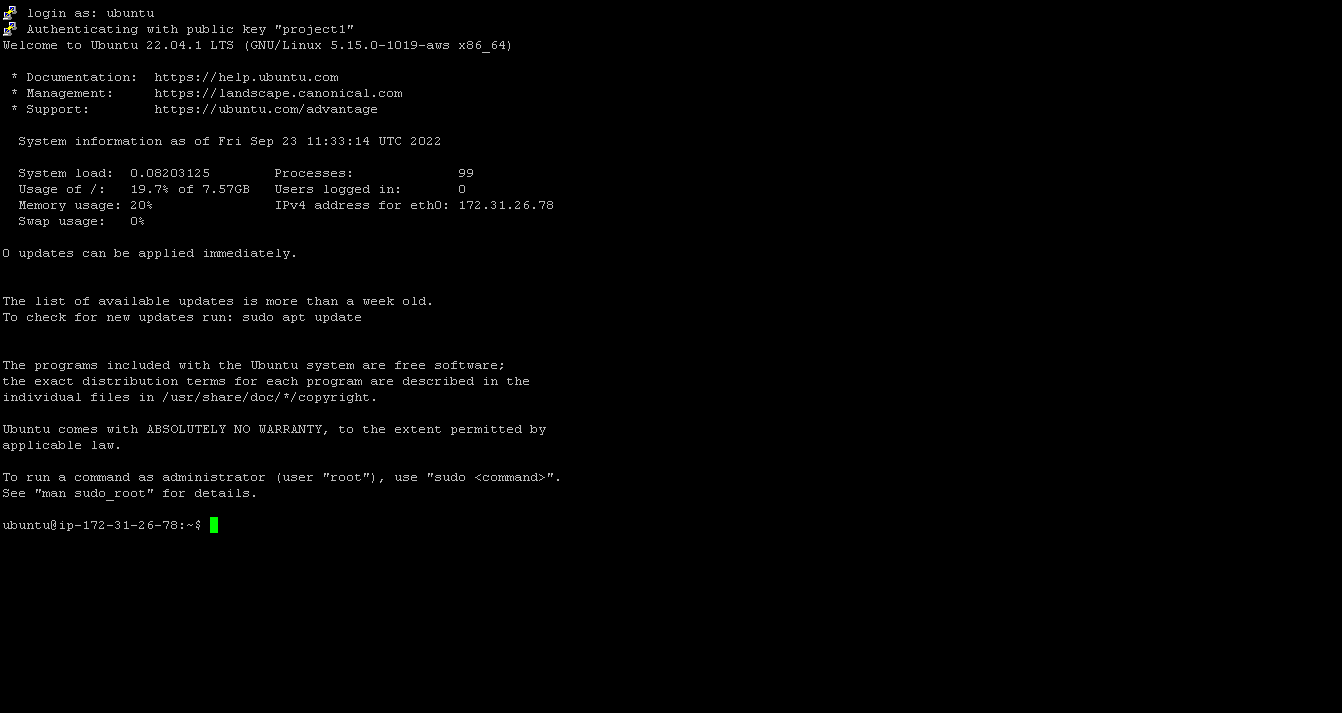 login as: ubuntu
Authenticating with public key "project1"
Welcome to Ubuntu 22.04.1 LTS (GNU/Linux 5.15.0-1019-aws x86_64)
* Documentation:  https://help.ubuntu.com
* Management:     https://landscape.canonical.com
* Support:        https://ubuntu.com/advantage
System information as of Fri Sep 23 11:33:14 UTC 2022
System load:  0.08203125        Processes:             99
Usage of /:   19.7% of 7.57GB   Users logged in:       0
Memory usage: 20%               IPv4 address for eth0: 172.31.26.78
Swap usage:   0%
0 updates can be applied immediately.
The list of available updates is more than a week old.
To check for new updates run: sudo apt update
The programs included with the Ubuntu system are free software;
the exact distribution terms for each program are described in the
individual files in /usr/share/doc/*/copyright.
Ubuntu comes with ABSOLUTELY NO WARRANTY, to the extent permitted by
applicable law.
To run a command as administrator (user "root"), use "sudo <command>".
See "man sudo_root" for details.
ubuntu@ip-172-31-26-78:~$